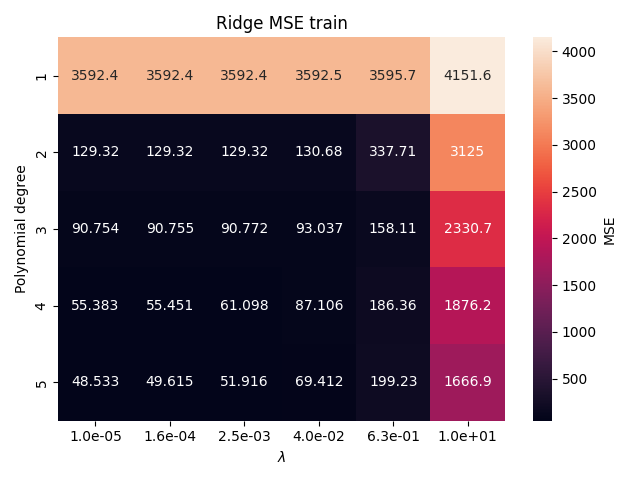 Ridge MSE train
Polynomial degree
1 3592.4 3592.4 3592.4 3592.5 3595.7 4151.6
2 129.32 129.32 129.32 130.68 337.71 3125
3 90.754 90.755 90.772 93.037 158.11 2330.7
4 55.383 55.451 61.098 87.106 186.36 1876.2
5 48.533 49.615 51.916 69.412 199.23 1666.9
1.0e-05 1.6e-04 2.5e-03 4.0e-02 6.3e-01 1.0e+01
λ
4000
3500
3000
2500
2000
1500
1000
500
MSE